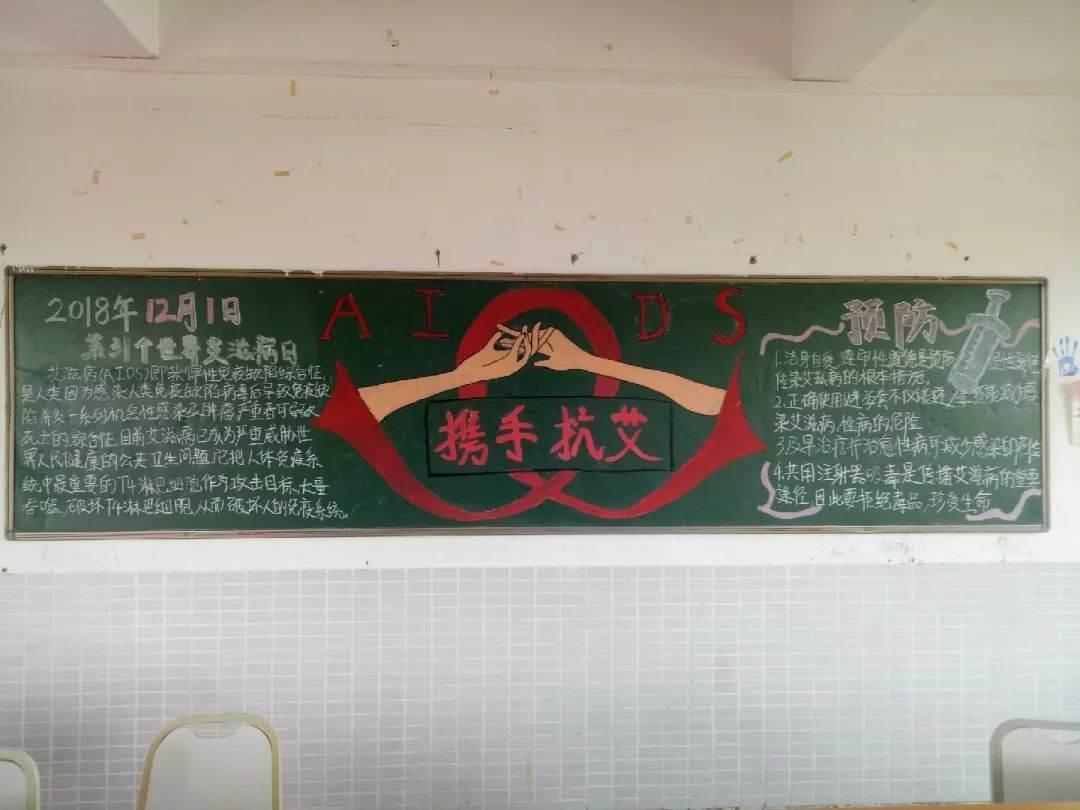 2018年12月1日
第31个世界艾滋病日
艾滋病(AIDS)即获得性免疫缺陷综合征,
是人类因为感染人类免疫缺陷病毒后导致免疫缺
陷并发一系列机会性感染及肿瘤严重者可导致
死亡的综合征.目前艾滋病已成为严重威胁世
界人民健康的公共卫生问题.它把人体免疫系
统中最重要的T4淋巴细胞作为攻击目标,大量
吞噬,破坏T4淋巴细胞,从而破坏人的免疫系统.
AIDS
携手抗艾
预防
1.洁身自爱,遵守性道德是预防 性
传染艾滋病的根本措施.
2.正确使用避孕套不仅能避孕,还 减少感
染艾滋病,性病的危险
3及早治疗并治愈性病可减少感染的危险
4.共用注射器吸毒是传播艾滋病的重要
途径,因此要拒绝毒品,珍爱生命